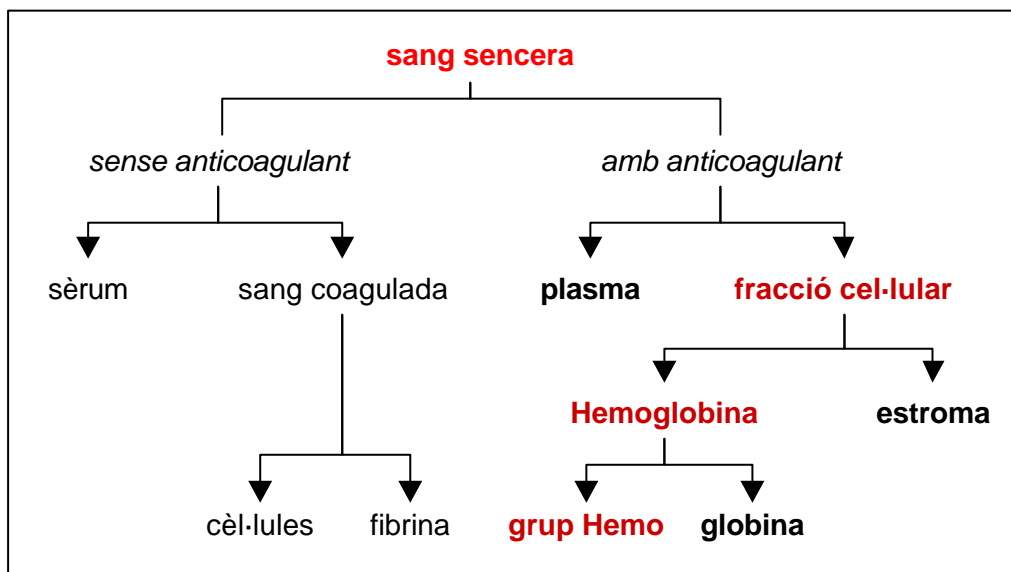 sang sencera
sense anticoagulant
amb anticoagulant
sèrum
sang coagulada
plasma
fracció cel·lular
Hemoglobina
estroma
cèl·lules
fibrina
grup Hemo
globina